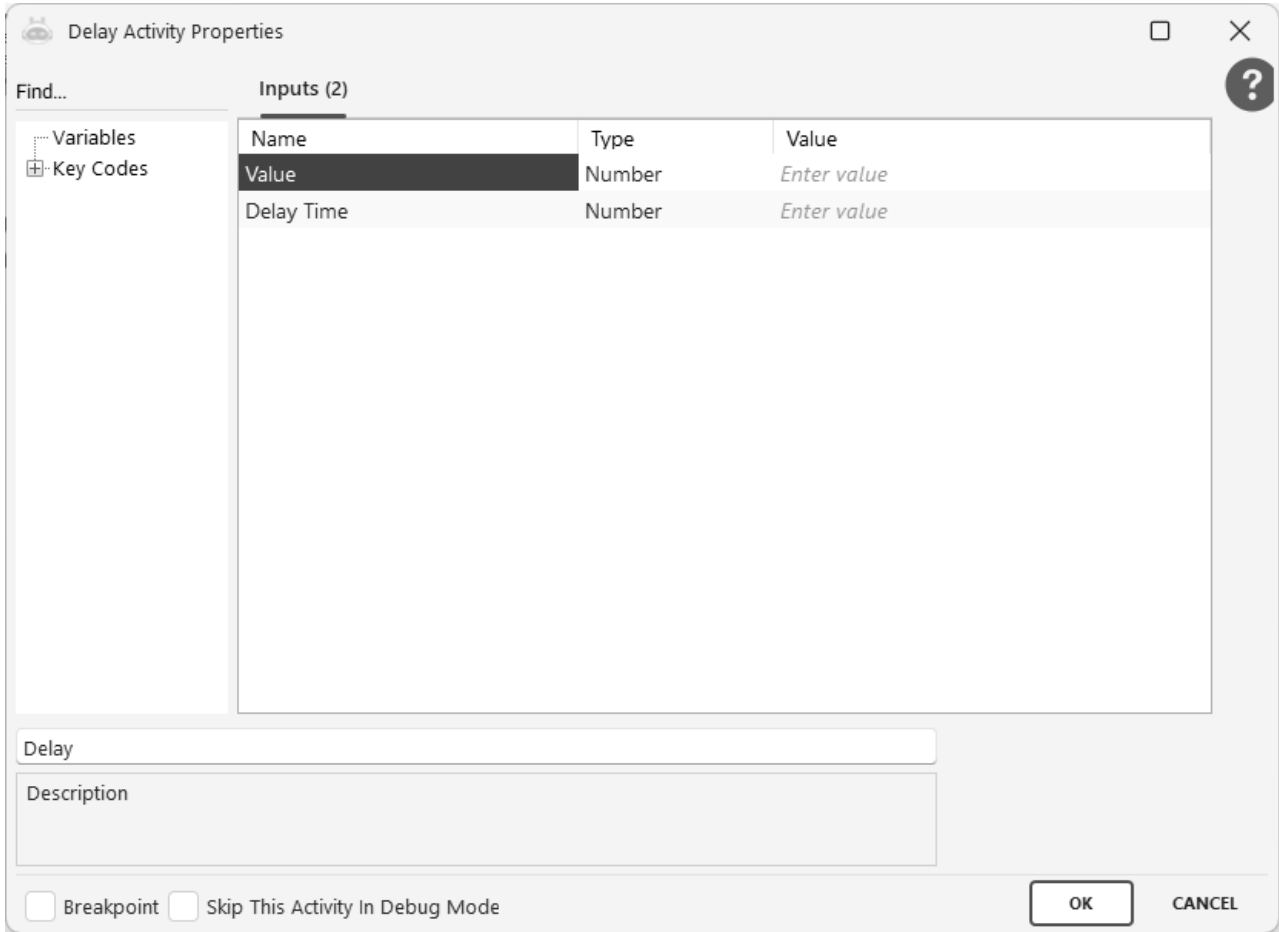 Delay Activity Properties
Find...
Inputs (2)
?
Variables
Key Codes
Name Type Value
Value Number Enter value
Delay Time Number Enter value
Delay
Description
Breakpoint Skip This Activity In Debug Mode OK CANCEL